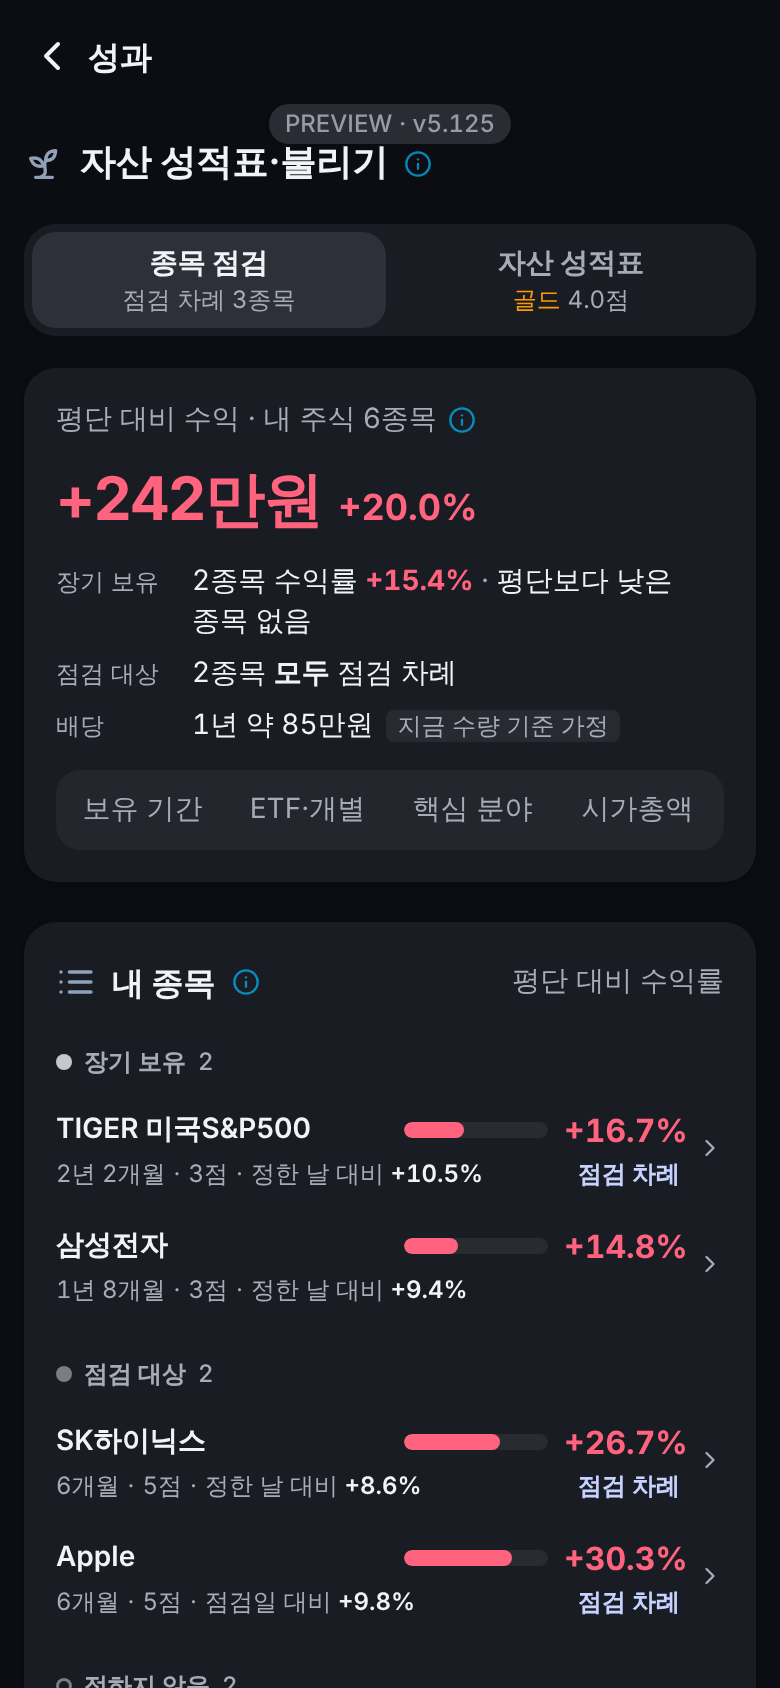 성과
PREVIEW · v5.125
자산 성적표·불리기
종목 점검
점검 차례 3종목
자산 성적표
골드 4.0점
평단 대비 수익 · 내 주식 6종목
+242만원 +20.0%
장기 보유 2종목 수익률 +15.4% · 평단보다 낮은
종목 없음
점검 대상 2종목 모두 점검 차례
배당 1년 약 85만원 지금 수량 기준 가정
보유 기간 ETF·개별 핵심 분야 시가총액
내 종목 평단 대비 수익률
장기 보유 2
TIGER 미국S&P500 +16.7%
2년 2개월 · 3점 · 정한 날 대비 +10.5% 점검 차례
삼성전자 +14.8%
1년 8개월 · 3점 · 정한 날 대비 +9.4%
점검 대상 2
SK하이닉스 +26.7%
6개월 · 5점 · 정한 날 대비 +8.6% 점검 차례
Apple +30.3%
6개월 · 5점 · 점검일 대비 +9.8% 점검 차례
정하지 않음 2